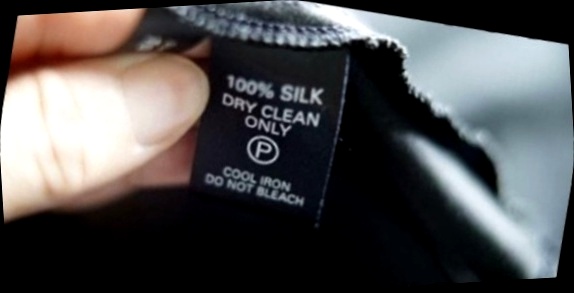 100% SILK
DRY CLEAN
ONLY
P
COOL IRON
DO NOT BLEACH